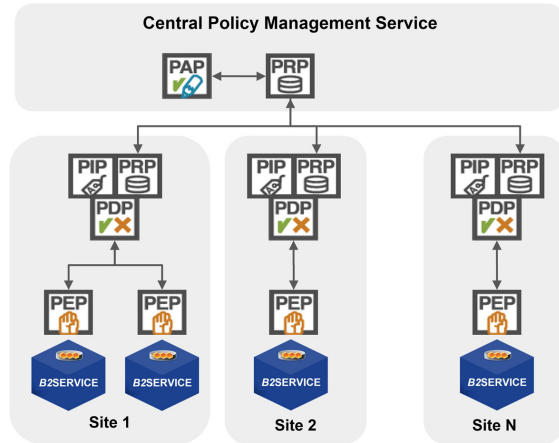 Central Policy Management Service
PAP PRP
PIP PRP PIP PRP PIP PRP
PDP PDP PDP
PEP PEP PEP PEP
B2SERVICE B2SERVICE B2SERVICE B2SERVICE
Site 1 Site 2 Site N